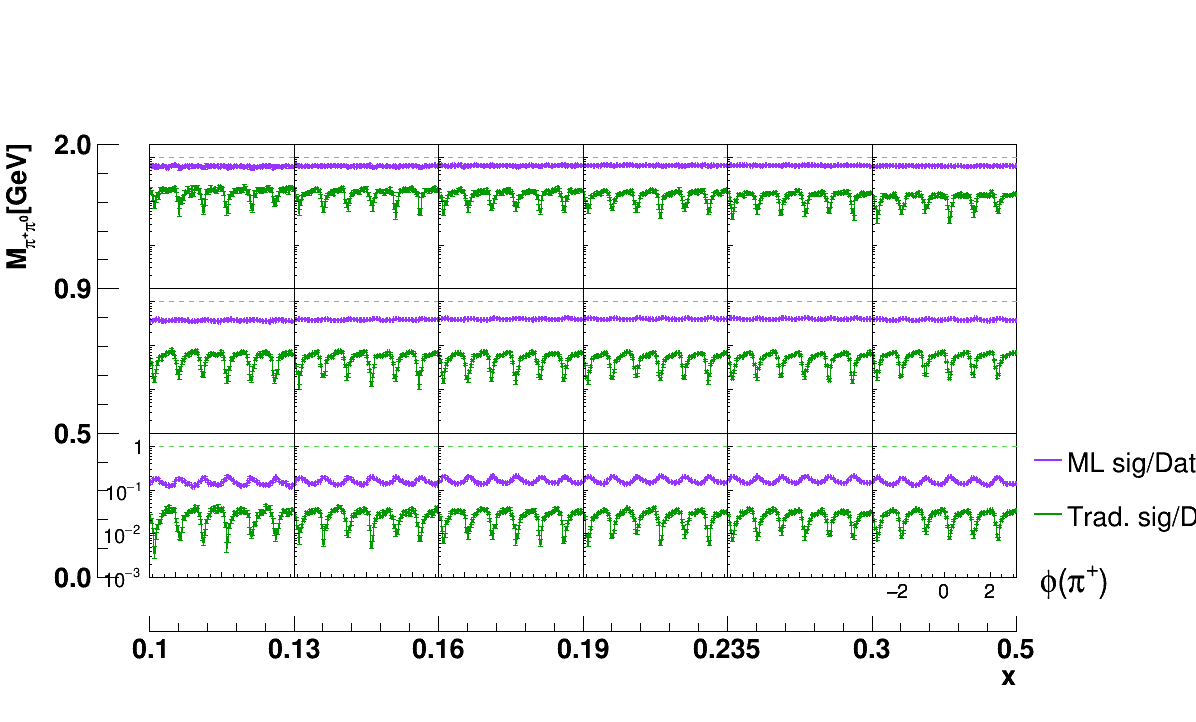 M_{π⁺π⁰}[GeV]
2.0
0.9
0.5
0.0
1
10⁻¹
10⁻²
10⁻³
ML sig/Dat
Trad. sig/D
−2 0 2
ϕ(π⁺)
0.1 0.13 0.16 0.19 0.235 0.3 0.5
x